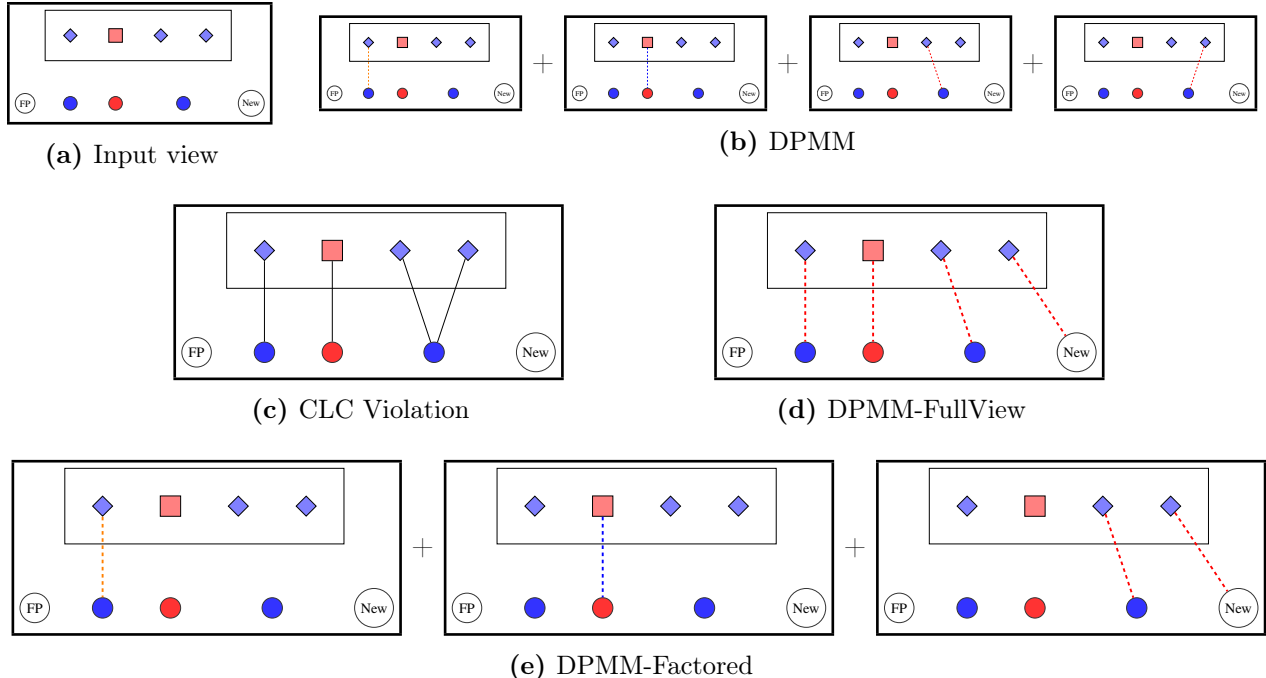 FP New
FP New + FP New + FP New + FP New
(a) Input view
(b) DPMM
FP New
FP New
(c) CLC Violation
(d) DPMM-FullView
FP New + FP New + FP New
(e) DPMM-Factored